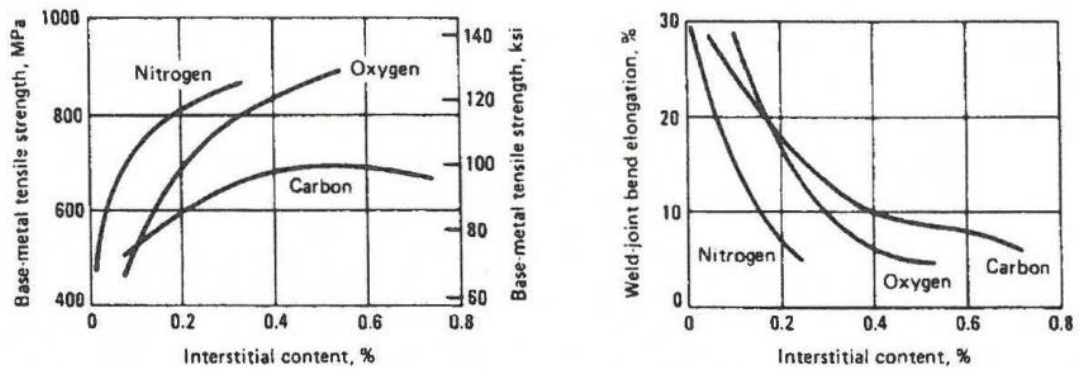 Base-metal tensile strength, MPa
1000
800
600
400
Nitrogen
Oxygen
Carbon
140
120
100
80
60
Base-metal tensile strength, ksi
0
0.2
0.4
0.6
0.8
Interstitial content, %
Weld-joint bend elongation, %
30
20
10
0
Nitrogen
Oxygen
Carbon
0
0.2
0.4
0.6
0.8
Interstitial content, %